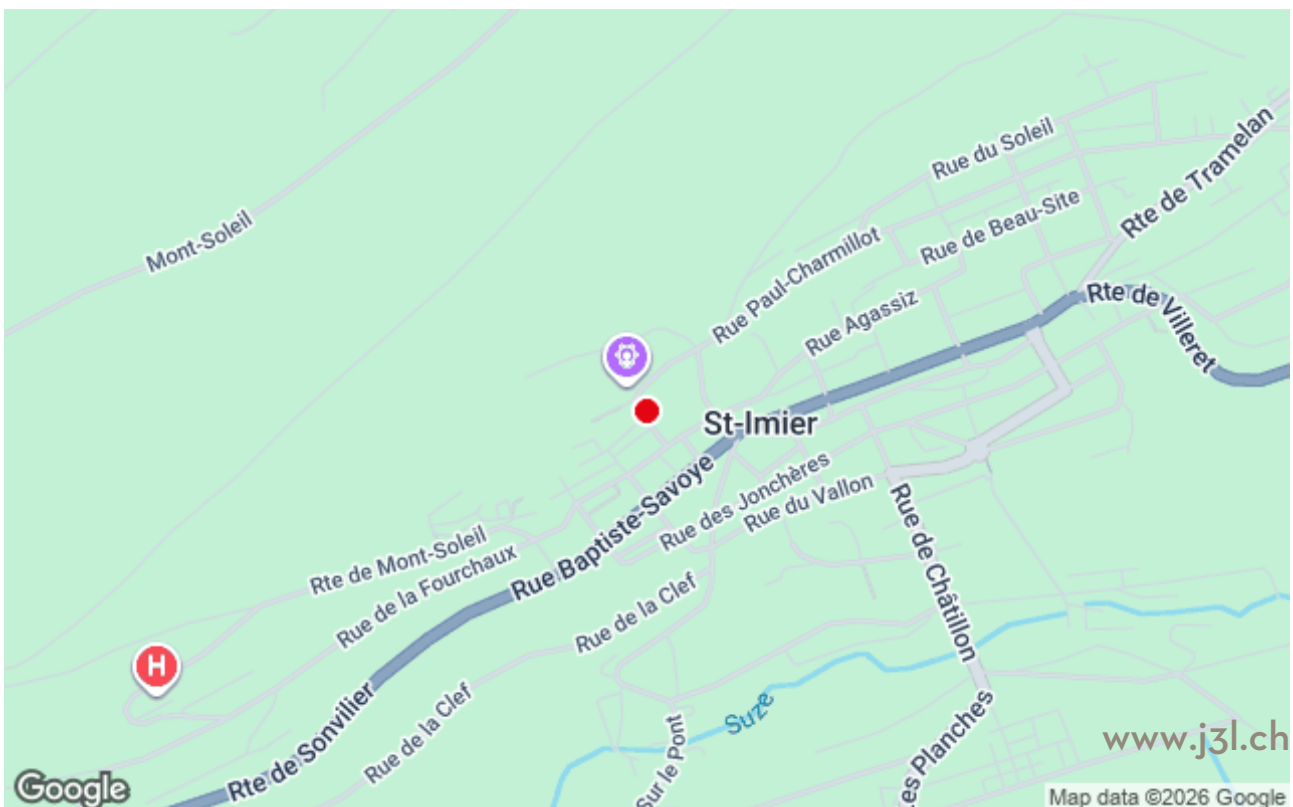 Rue du Soleil
Rte de Tramelan
Mont-Soleil
Rue de Beau-Site
Rue Paul-Charmillot
Rue Agassiz
Rte de Villeret
St-Imier
Rue Baptiste-Savoye
Rue des Jonchères
Rue du Vallon
Rue de Châtillon
Rte de Mont-Soleil
Rue de la Fourchaux
Rue de la Clef
H
Rte de Sonvilier
Rue de la Clef
Sur le Pont
Suze
Les Planches
www.j3l.ch
Google
Map data ©2026 Google